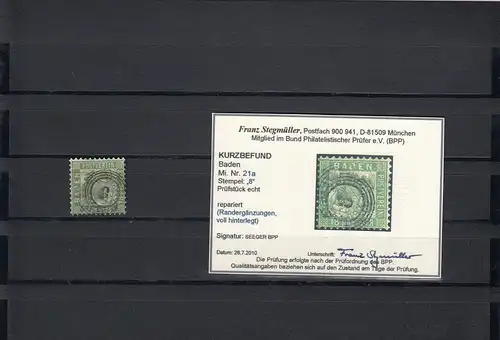 Franz Stegmüller, Postfach 900 941, D-81509 München
Mitglied im Bund Philatelistischer Prüfer e.V. (BPP)
KURZBEFUND
Baden
Mi. Nr. 21a
Stempel: „8“
Prüfstück echt
repariert
(Randergänzungen,
voll hinterlegt)
Signatur: SEEGER BPP
BADEN
Datum: 28.7.2010 Unterschrift: Franz Stegmüller
Die Prüfung erfolgte nach der Prüfordnung des BPP.
Qualitätsangaben beziehen sich auf den Zustand am Tage der Prüfung.